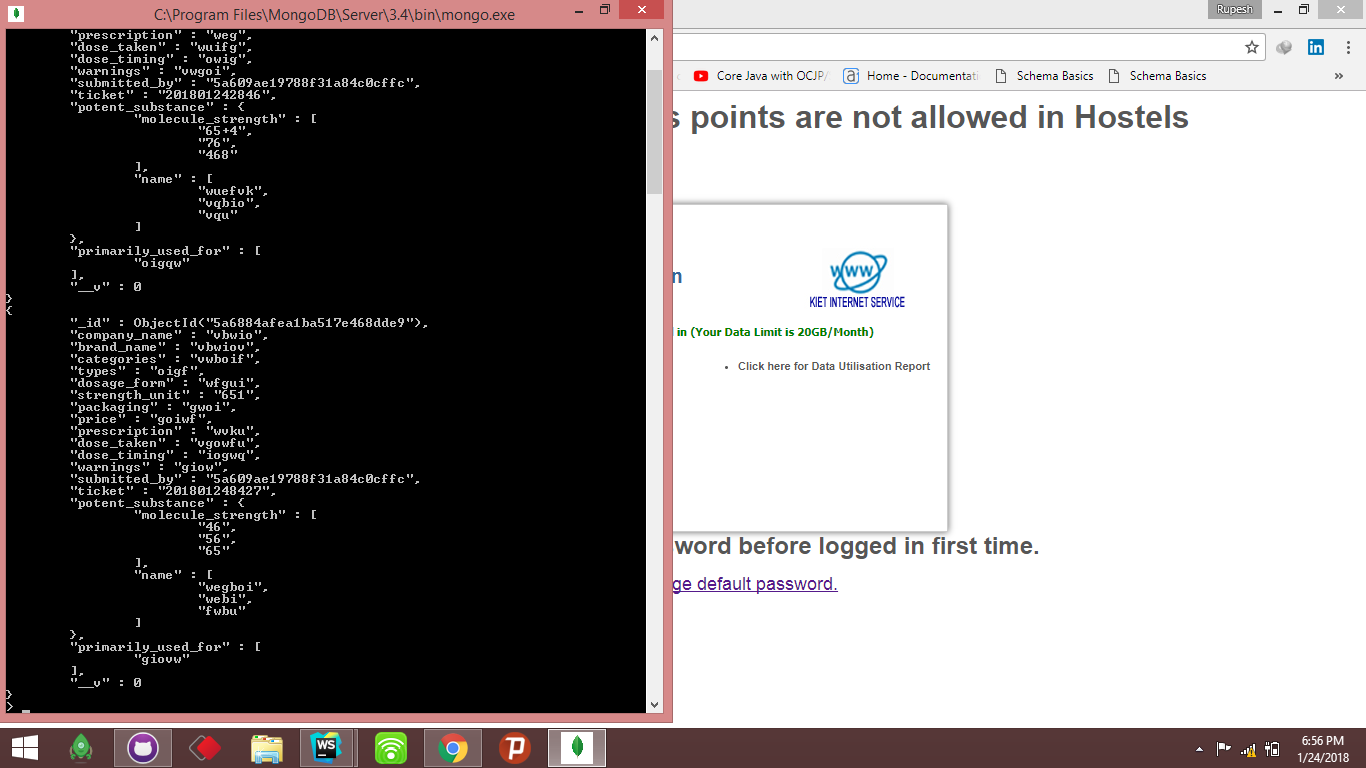 C:\Program Files\MongoDB\Server\3.4\bin\mongo.exe
"prescription" : "weg",
"dose_taken" : "wuifg",
"dose_timing" : "owig",
"warnings" : "vwgoi",
"submitted_by" : "5a609ae19788f31a84c0cffc",
"ticket" : "201801242846",
"potent_substance" : {
"molecule_strength" : [
"65+4",
"76",
"468"
],
"name" : [
"wuefvk",
"vqbio",
"vqu"
]
},
"primarily_used_for" : [
"oigqw"
],
"__v" : 0
}
{
"_id" : ObjectId("5a6884afea1ba517e468dde9"),
"company_name" : "vbwio",
"brand_name" : "vbwiov",
"categories" : "vwboif",
"types" : "oigf",
"dosage_form" : "wfgui",
"strength_unit" : "651",
"packaging" : "gwoi",
"price" : "goiwf",
"prescription" : "wvku",
"dose_taken" : "vgowfu",
"dose_timing" : "iogwq",
"warnings" : "giow",
"submitted_by" : "5a609ae19788f31a84c0cffc",
"ticket" : "201801248427",
"potent_substance" : {
"molecule_strength" : [
"46",
"56",
"65"
],
"name" : [
"wegboi",
"webi",
"fwbu"
]
},
"primarily_used_for" : [
"giovw"
],
"__v" : 0
}
> _
Rupesh
Core Java with OCJP/
Home - Documentati
Schema Basics
Schema Basics
»
s points are not allowed in Hostels
n
www
KIET INTERNET SERVICE
in (Your Data Limit is 20GB/Month)
• Click here for Data Utilisation Report
word before logged in first time.
ge default password.
WS
6:56 PM
1/24/2018